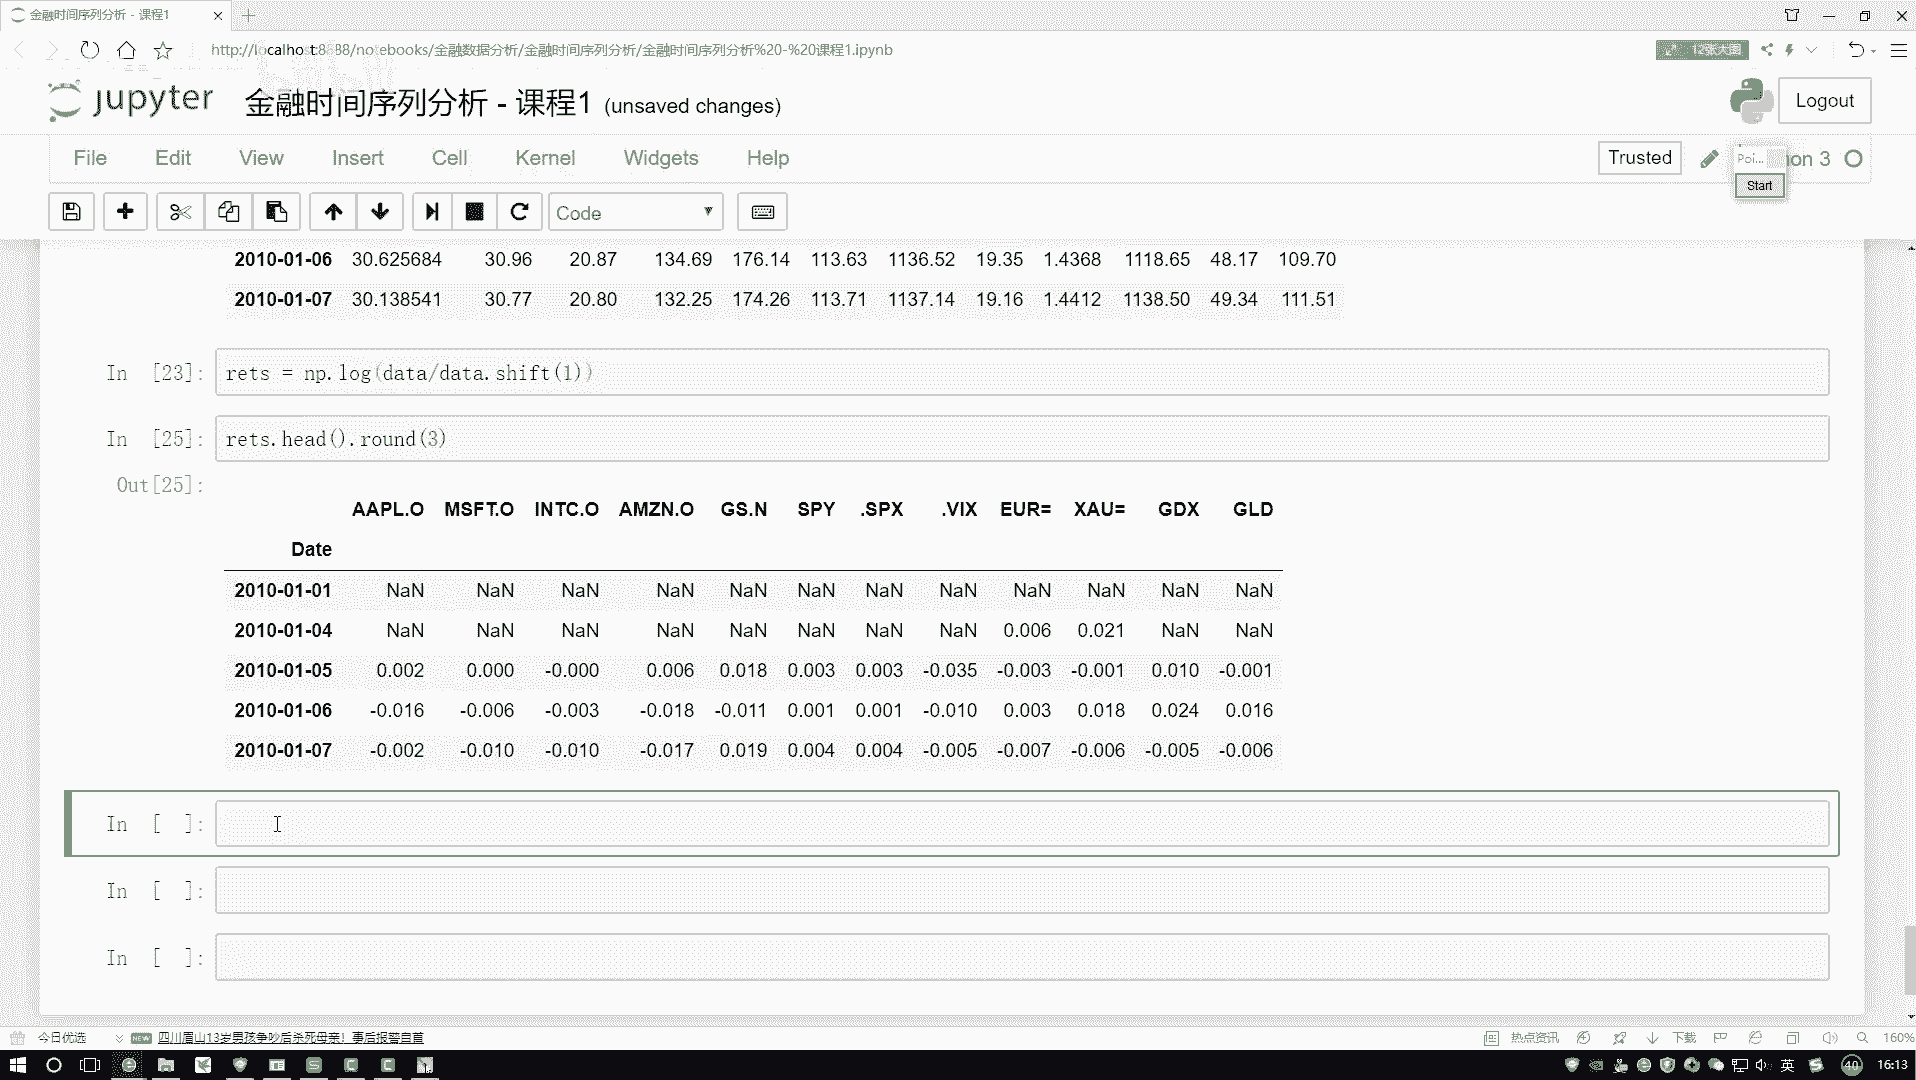 金融时间序列分析 - 课程1
http://localhost:8888/notebooks/金融数据分析/金融时间序列分析/金融时间序列分析%20-%20课程1.ipynb
12张大图
jupyter 金融时间序列分析 - 课程1 (unsaved changes)
Logout
File Edit View Insert Cell Kernel Widgets Help
Trusted
Poi... hon 3
Start
Code
2010-01-06 30.625684 30.96 20.87 134.69 176.14 113.63 1136.52 19.35 1.4368 1118.65 48.17 109.70
2010-01-07 30.138541 30.77 20.80 132.25 174.26 113.71 1137.14 19.16 1.4412 1138.50 49.34 111.51
In [23]: rets = np.log(data/data.shift(1))
In [25]: rets.head().round(3)
Out[25]:
AAPL.O MSFT.O INTC.O AMZN.O GS.N SPY .SPX .VIX EUR= XAU= GDX GLD
Date
2010-01-01 NaN NaN NaN NaN NaN NaN NaN NaN NaN NaN NaN NaN
2010-01-04 NaN NaN NaN NaN NaN NaN NaN NaN 0.006 0.021 NaN NaN
2010-01-05 0.002 0.000 -0.000 0.006 0.018 0.003 0.003 -0.035 -0.003 -0.001 0.010 -0.001
2010-01-06 -0.016 -0.006 -0.003 -0.018 -0.011 0.001 0.001 -0.010 0.003 0.018 0.024 0.016
2010-01-07 -0.002 -0.010 -0.010 -0.017 0.019 0.004 0.004 -0.005 -0.007 -0.006 -0.005 -0.006
In [ ]:
In [ ]:
In [ ]:
今日优选 NEW 四川眉山13岁男孩争吵后杀死母亲！事后报警自首
热点资讯 下载 160%
英 40 16:13